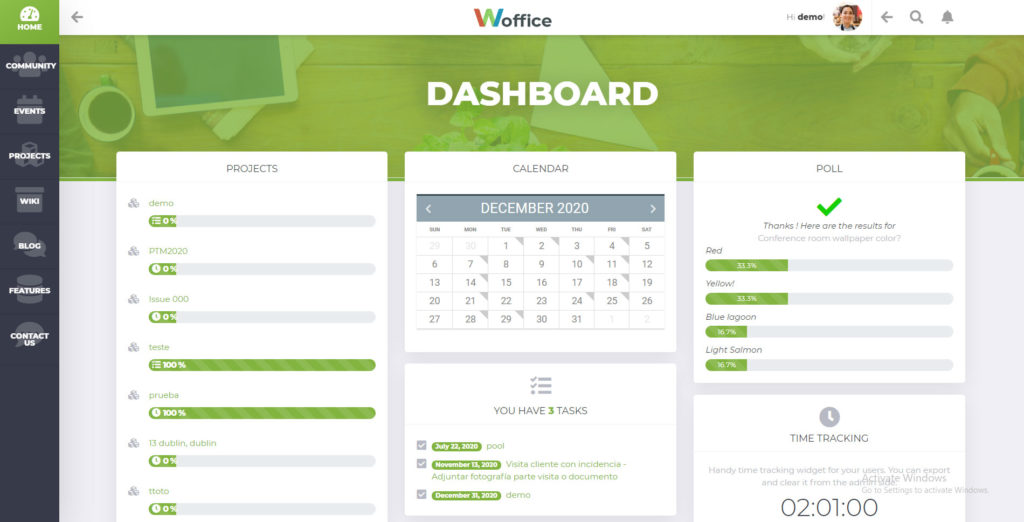 HOME
COMMUNITY
EVENTS
PROJECTS
WIKI
BLOG
FEATURES
CONTACT
US
Woffice
Hi demo!
DASHBOARD
PROJECTS
demo
0 %
PTM2020
0 %
Issue 000
0 %
teste
100 %
prueba
100 %
13 dublin, dublin
0 %
ttoto
0 %
CALENDAR
DECEMBER 2020
SUN MON TUE WED THU FRI SAT
29 30 1 2 3 4 5
6 7 8 9 10 11 12
13 14 15 16 17 18 19
20 21 22 23 24 25 26
27 28 29 30 31 1 2
YOU HAVE 3 TASKS
July 22, 2020 pool
November 13, 2020 Visita cliente con incidencia -
Adjuntar fotografía parte visita o documento
December 31, 2020 demo
POLL
Thanks ! Here are the results for
Conference room wallpaper color?
Red
33.3%
Yellow!
33.3%
Blue lagoon
16.7%
Light Salmon
16.7%
TIME TRACKING
Handy time tracking widget for your users. You can export
and clear it from the admin side.
02:01:00
Activate Windows
Go to Settings to activate Windows.